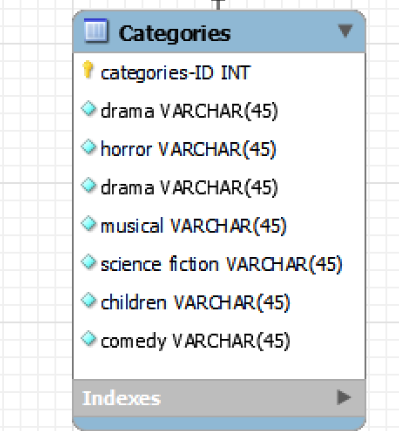 Categories
categories-ID INT
drama VARCHAR(45)
horror VARCHAR(45)
drama VARCHAR(45)
musical VARCHAR(45)
science fiction VARCHAR(45)
children VARCHAR(45)
comedy VARCHAR(45)
Indexes